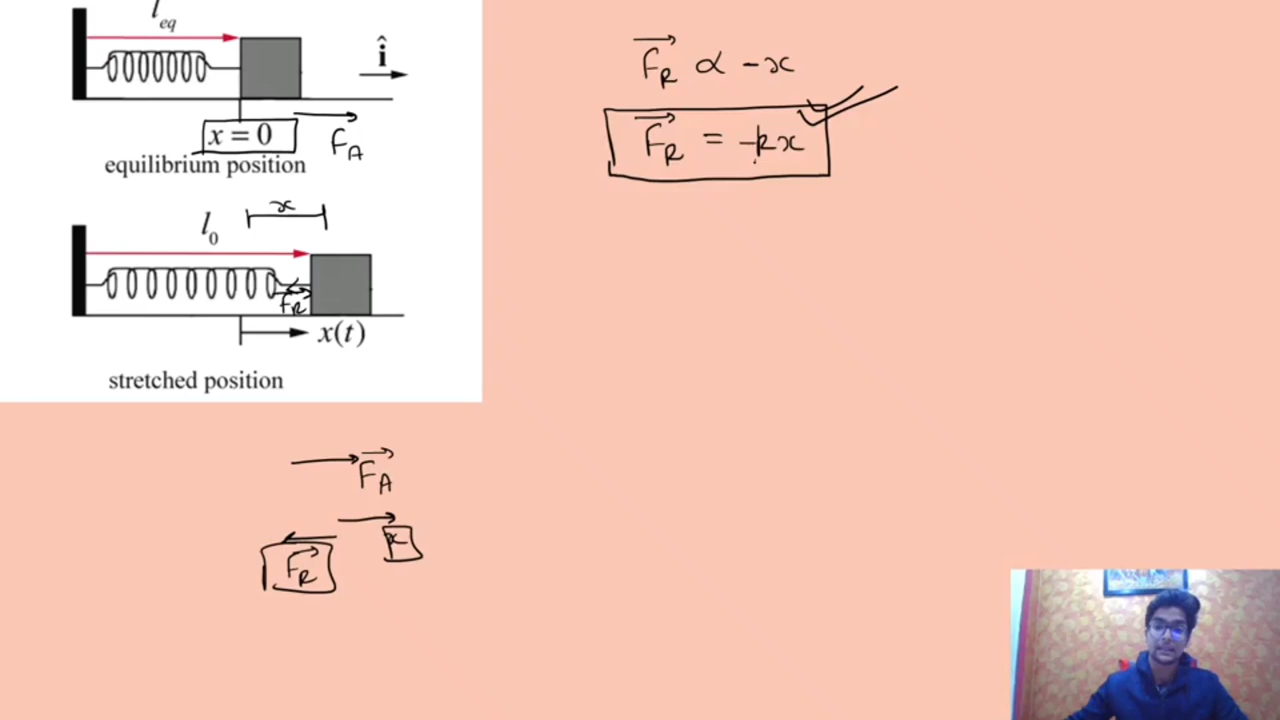 l_eq
î
x = 0
F_A
equilibrium position
x
l_0
F_R
x(t)
stretched position
F_A
x
F_R
F_R ∝ -x
F_R = -kx